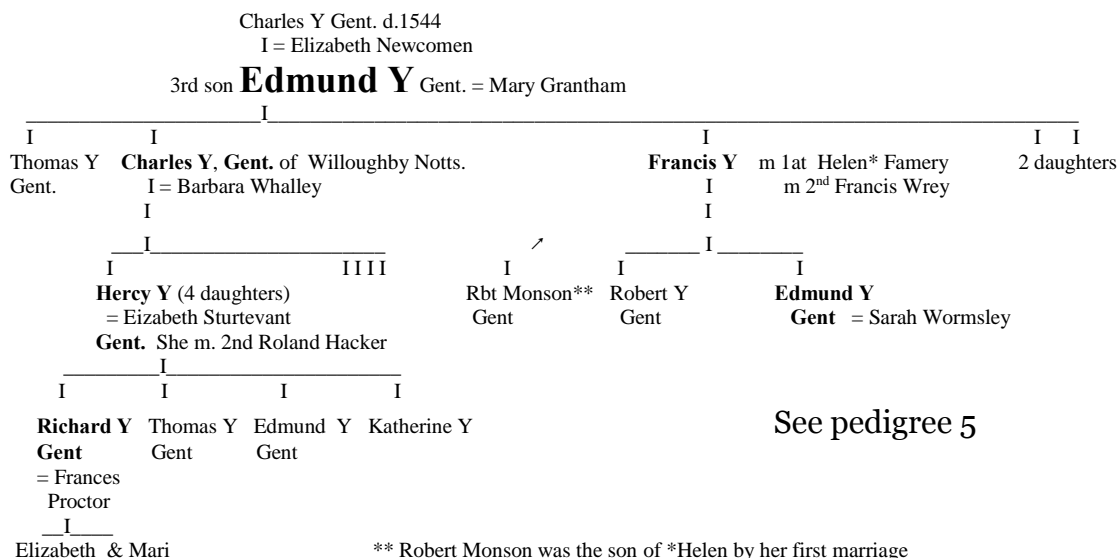 Charles Y Gent. d.1544
I = Elizabeth Newcomen
3rd son Edmund Y Gent. = Mary Grantham
I
I I I I I
Thomas Y Charles Y, Gent. of Willoughby Notts. Francis Y m 1at Helen* Famery 2 daughters
Gent. I = Barbara Whalley I m 2nd Francis Wrey
I I
I I
I I I I I I I I
Hercy Y (4 daughters) Rbt Monson** Robert Y Edmund Y
= Eizabeth Sturtevant Gent Gent Gent = Sarah Wormsley
Gent. She m. 2nd Roland Hacker
I
I I I I
Richard Y Thomas Y Edmund Y Katherine Y See pedigree 5
Gent Gent Gent
= Frances
Proctor
I
Elizabeth & Mari ** Robert Monson was the son of *Helen by her first marriage